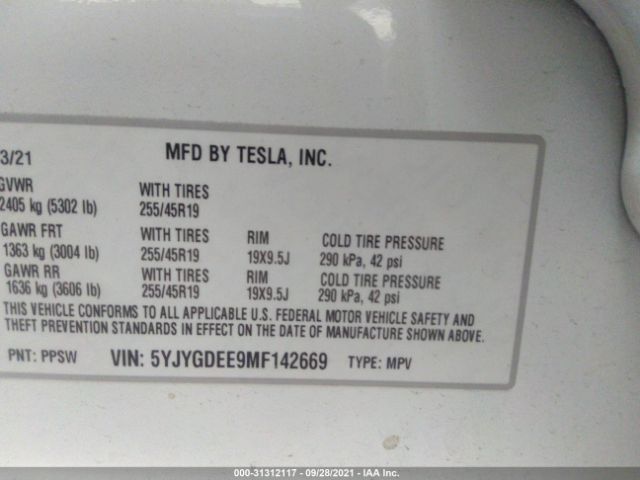 3/21 MFD BY TESLA, INC.
GVWR WITH TIRES
2405 kg (5302 lb) 255/45R19
GAWR FRT WITH TIRES RIM COLD TIRE PRESSURE
1363 kg (3004 lb) 255/45R19 19X9.5J 290 kPa, 42 psi
GAWR RR WITH TIRES RIM COLD TIRE PRESSURE
1636 kg (3606 lb) 255/45R19 19X9.5J 290 kPa, 42 psi
THIS VEHICLE CONFORMS TO ALL APPLICABLE U.S. FEDERAL MOTOR VEHICLE SAFETY AND
THEFT PREVENTION STANDARDS IN EFFECT ON THE DATE OF MANUFACTURE SHOWN ABOVE.
PNT: PPSW VIN: 5YJYGDEE9MF142669 TYPE: MPV
000-31312117 - 09/28/2021 - IAA Inc.